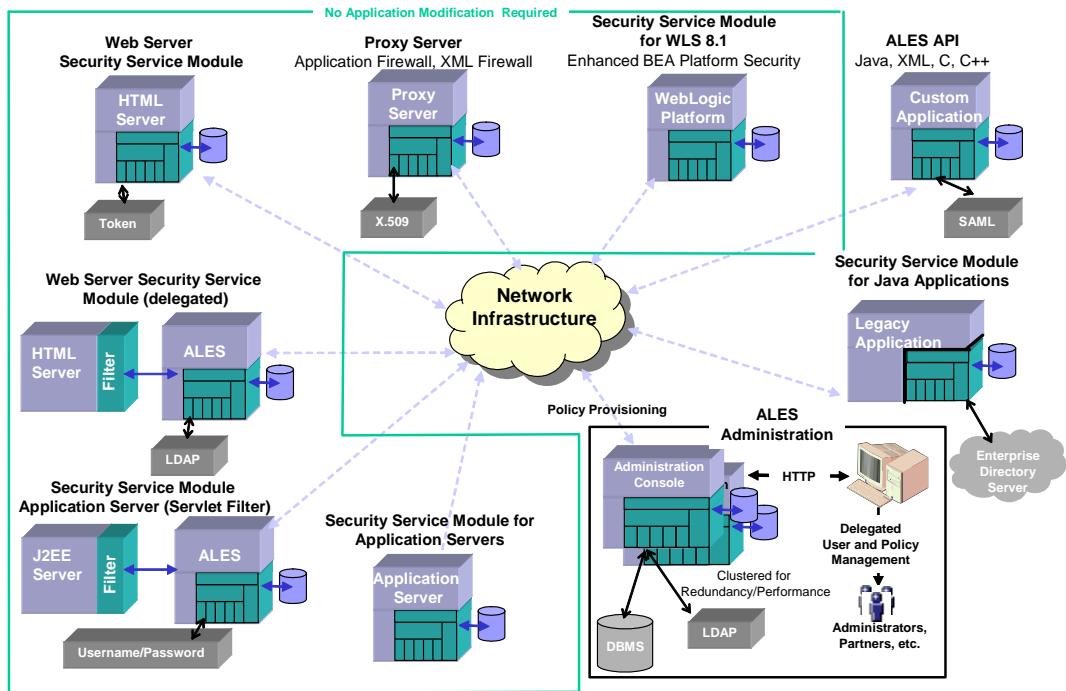 No Application Modification Required
Web Server
Security Service Module
HTML
Server
Token
Proxy Server
Application Firewall, XML Firewall
Proxy
Server
X.509
Security Service Module
for WLS 8.1
Enhanced BEA Platform Security
WebLogic
Platform
ALES API
Java, XML, C, C++
Custom
Application
SAML
Web Server Security Service
Module (delegated)
HTML
Server
Filter
ALES
LDAP
Network
Infrastructure
Security Service Module
for Java Applications
Legacy
Application
Enterprise
Directory
Server
Security Service Module
Application Server (Servlet Filter)
J2EE
Server
Filter
ALES
Username/Password
Security Service Module for
Application Servers
Application
Server
Policy Provisioning
ALES
Administration
Administration
Console
HTTP
Delegated
User and Policy
Management
Clustered for
Redundancy/Performance
DBMS
LDAP
Administrators,
Partners, etc.